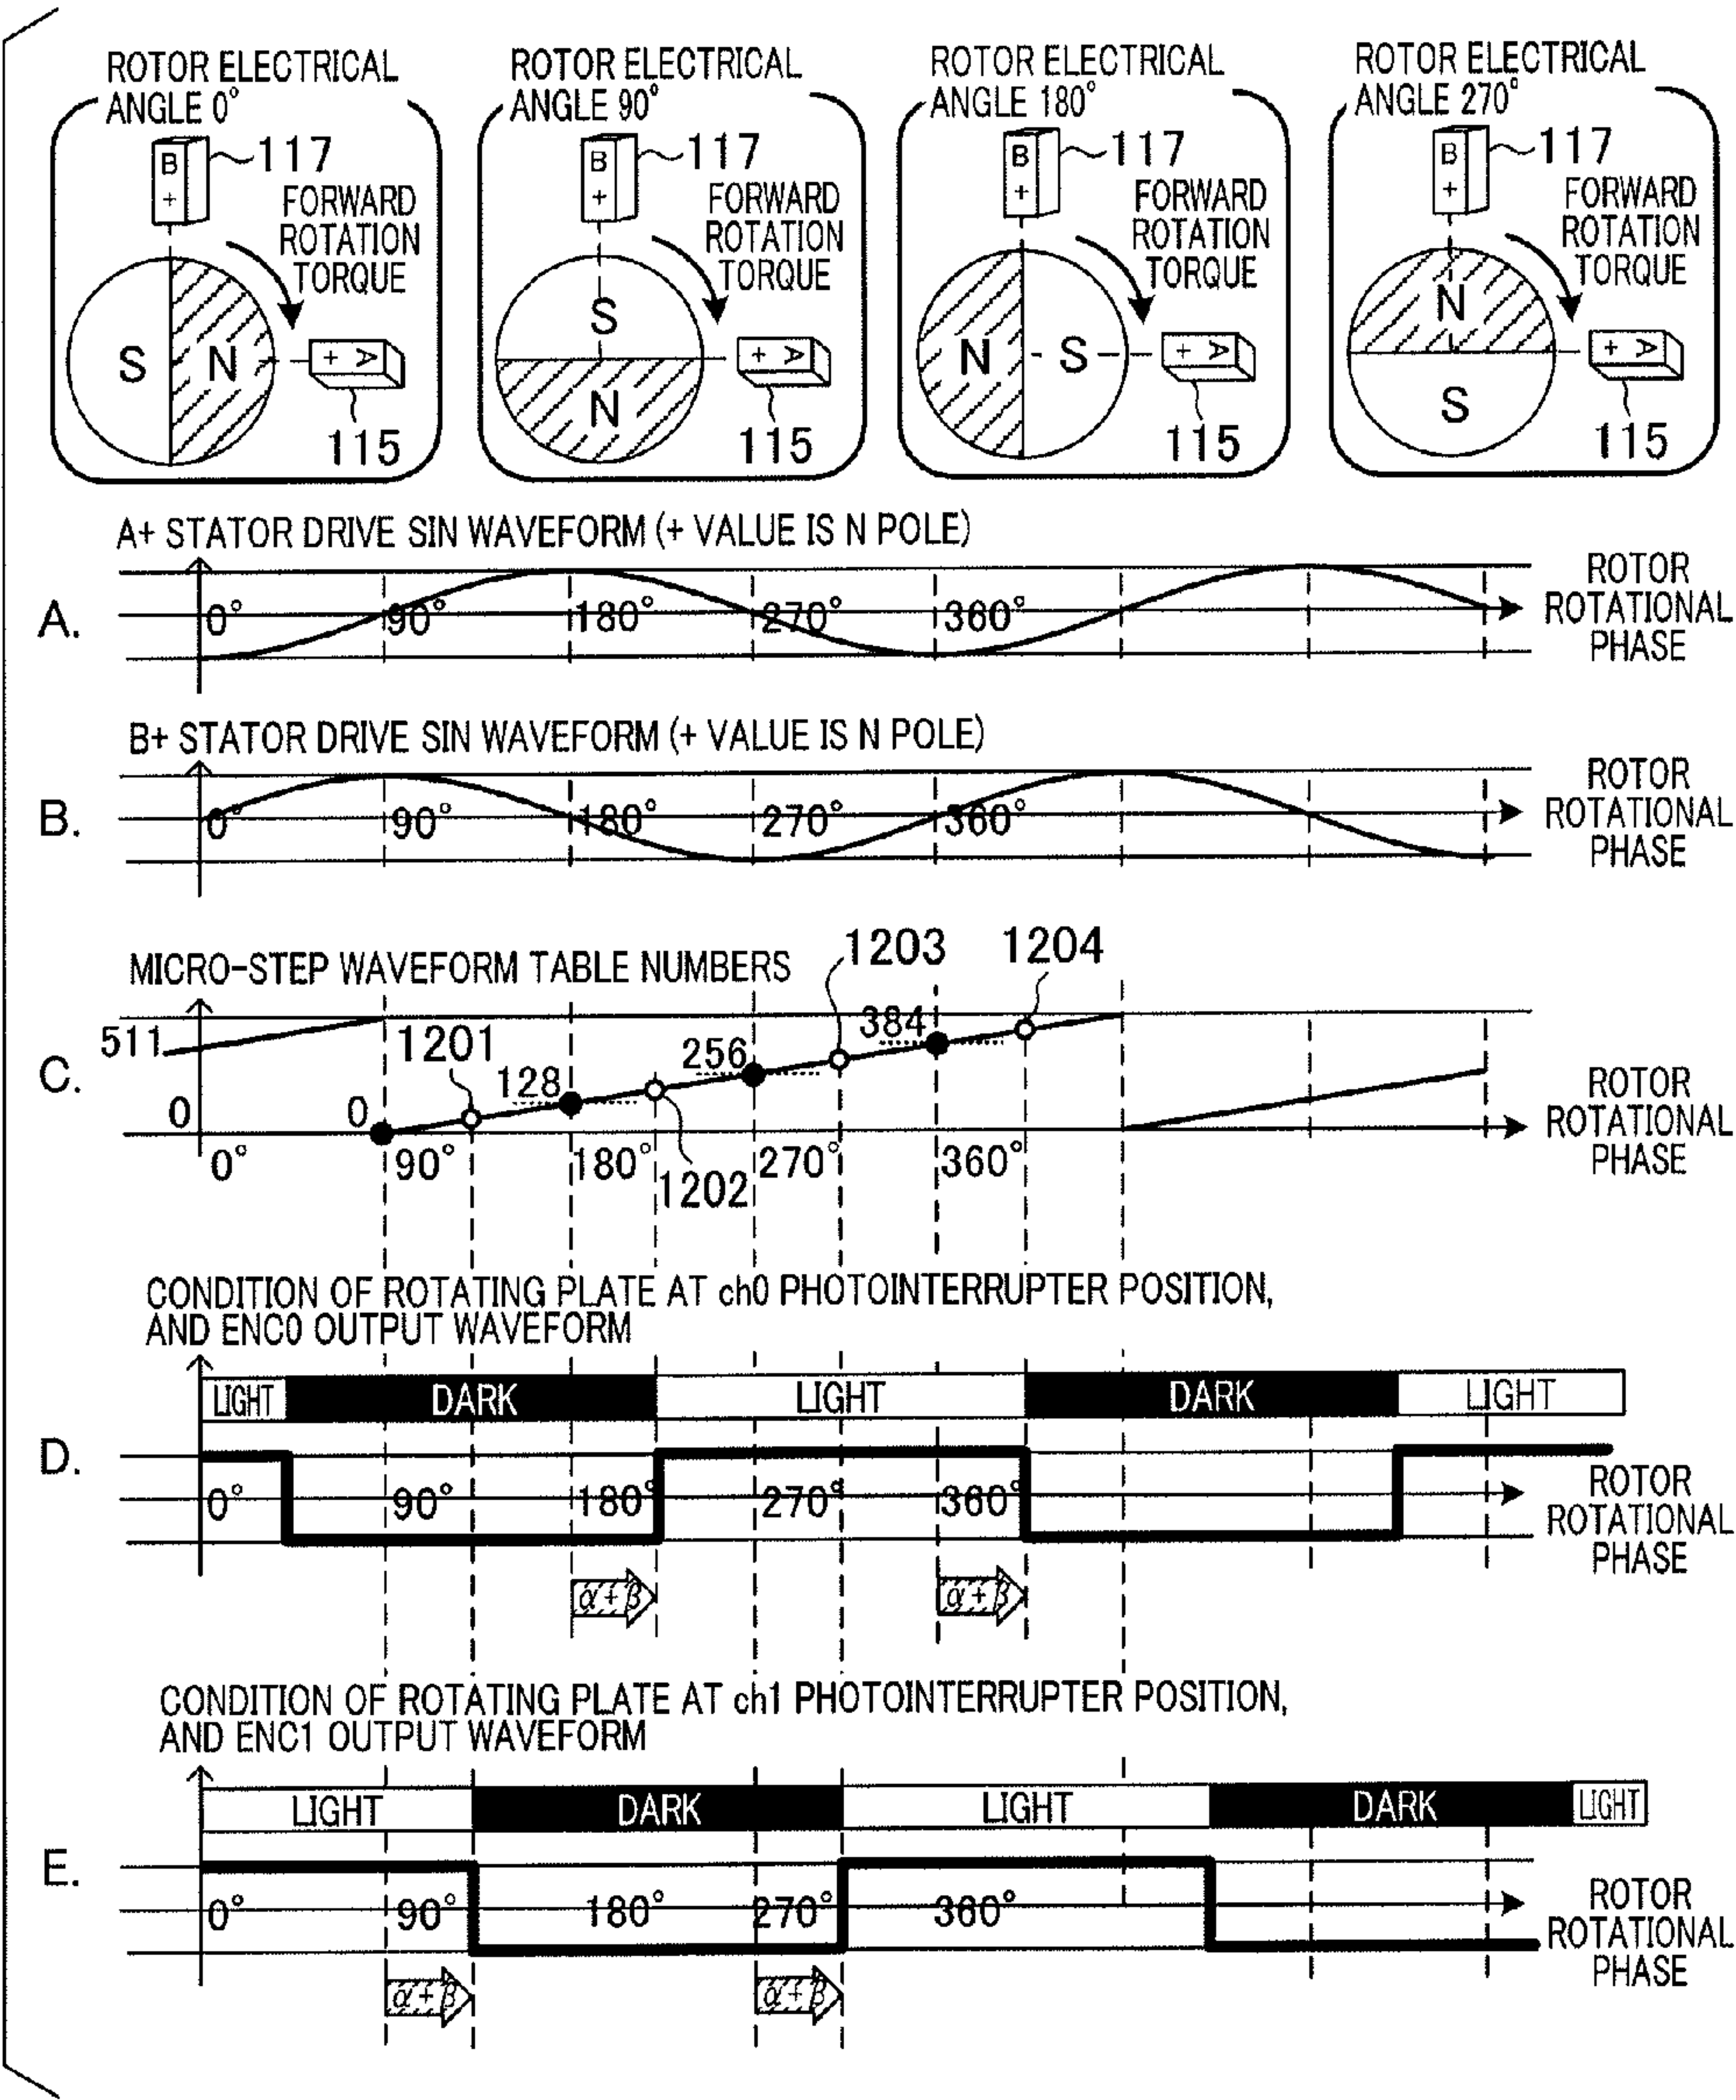 ROTOR ELECTRICAL
ANGLE 0°
B
+
117
FORWARD
ROTATION
TORQUE
S
N
+ A
115
ROTOR ELECTRICAL
ANGLE 90°
B
+
117
FORWARD
ROTATION
TORQUE
S
N
+ A
115
ROTOR ELECTRICAL
ANGLE 180°
B
+
117
FORWARD
ROTATION
TORQUE
N
S
+ A
115
ROTOR ELECTRICAL
ANGLE 270°
B
+
117
FORWARD
ROTATION
TORQUE
N
S
+ A
115
A+ STATOR DRIVE SIN WAVEFORM (+ VALUE IS N POLE)
A.
0° 90° 180° 270° 360°
ROTOR
ROTATIONAL
PHASE
B+ STATOR DRIVE SIN WAVEFORM (+ VALUE IS N POLE)
B.
0° 90° 180° 270° 360°
ROTOR
ROTATIONAL
PHASE
MICRO-STEP WAVEFORM TABLE NUMBERS
1203 1204
511
1201
128
256
384
C.
0 0
0° 90° 180° 270° 360°
1202
ROTOR
ROTATIONAL
PHASE
CONDITION OF ROTATING PLATE AT ch0 PHOTOINTERRUPTER POSITION,
AND ENC0 OUTPUT WAVEFORM
LIGHT DARK LIGHT DARK LIGHT
D.
0° 90° 180° 270° 360°
ROTOR
ROTATIONAL
PHASE
α+β α+β
CONDITION OF ROTATING PLATE AT ch1 PHOTOINTERRUPTER POSITION,
AND ENC1 OUTPUT WAVEFORM
LIGHT DARK LIGHT DARK LIGHT
E.
0° 90° 180° 270° 360°
ROTOR
ROTATIONAL
PHASE
α+β α+β